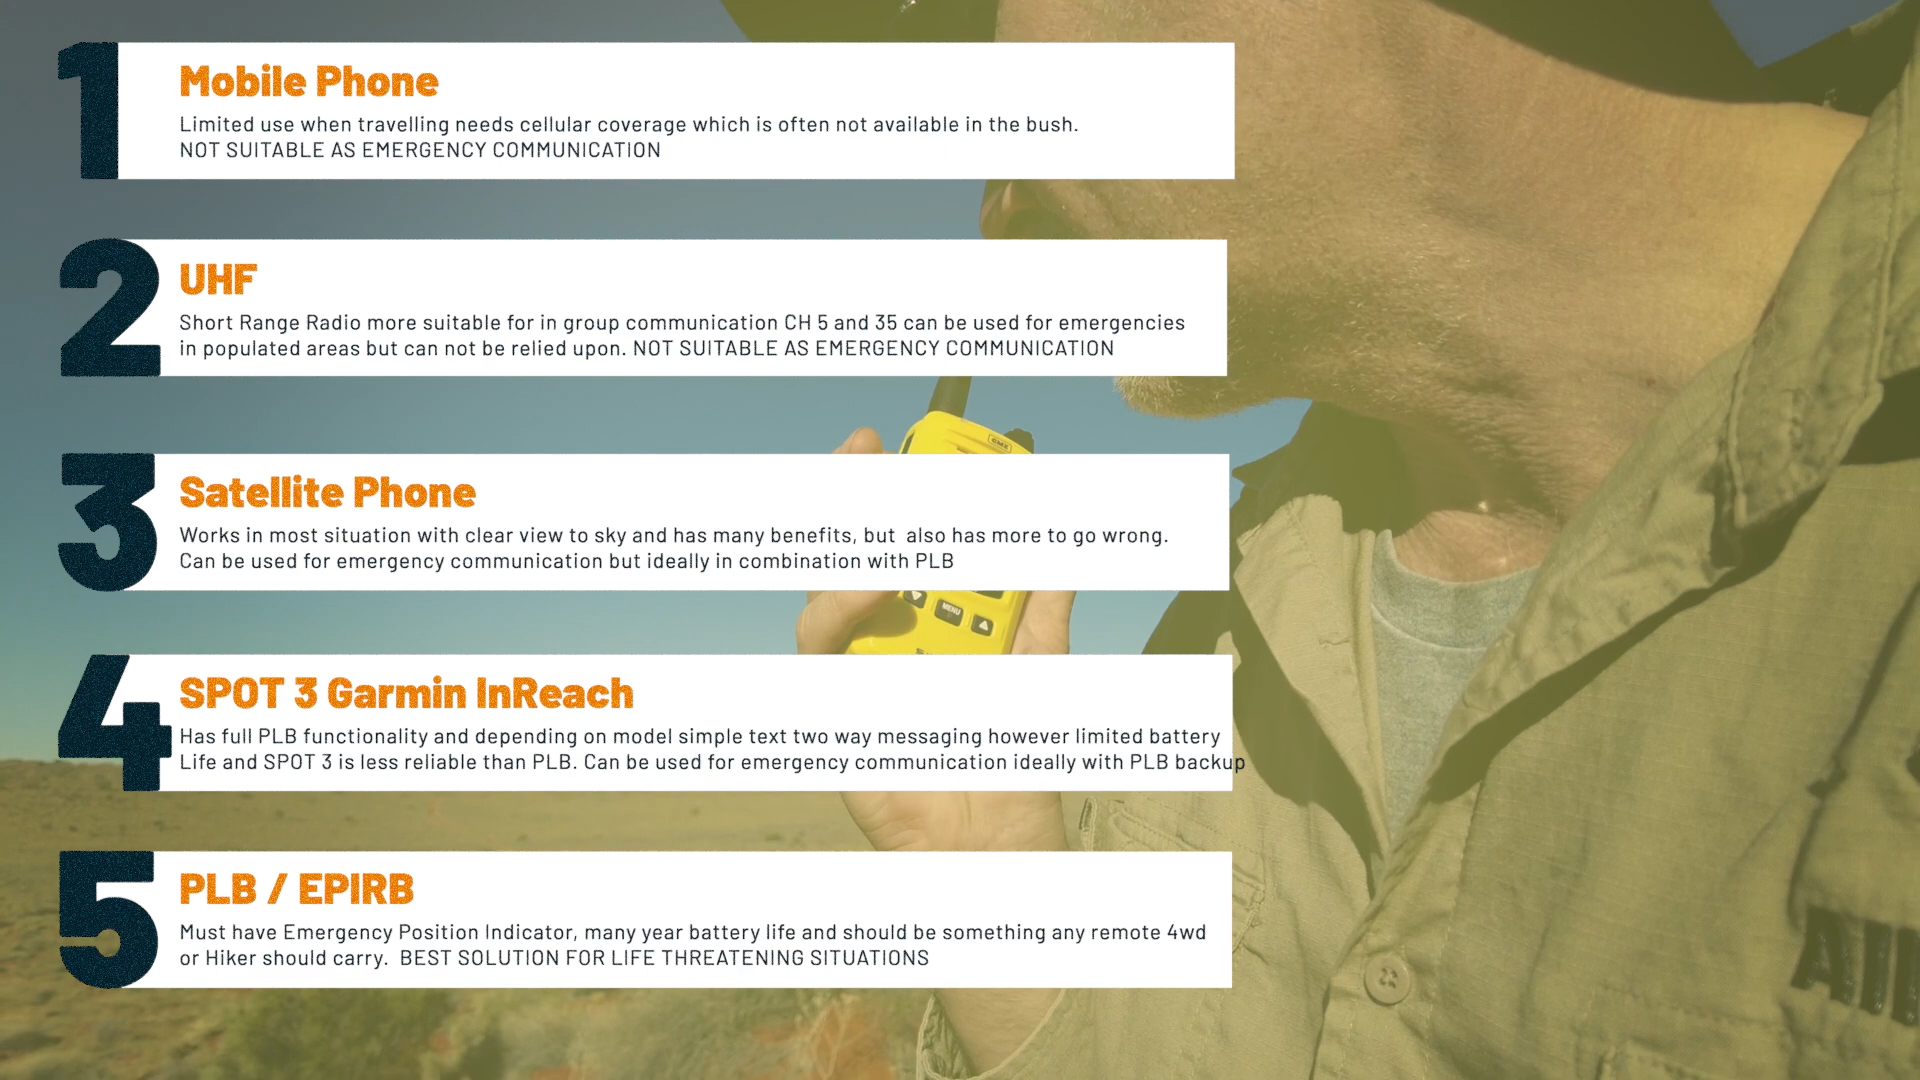 1
Mobile Phone
Limited use when travelling needs cellular coverage which is often not available in the bush.
NOT SUITABLE AS EMERGENCY COMMUNICATION
2
UHF
Short Range Radio more suitable for in group communication CH 5 and 35 can be used for emergencies
in populated areas but can not be relied upon. NOT SUITABLE AS EMERGENCY COMMUNICATION
GME
3
Satellite Phone
Works in most situation with clear view to sky and has many benefits, but  also has more to go wrong.
Can be used for emergency communication but ideally in combination with PLB
MENU
4
SPOT 3 Garmin InReach
Has full PLB functionality and depending on model simple text two way messaging however limited battery
Life and SPOT 3 is less reliable than PLB. Can be used for emergency communication ideally with PLB backup
5
PLB / EPIRB
Must have Emergency Position Indicator, many year battery life and should be something any remote 4wd
or Hiker should carry.  BEST SOLUTION FOR LIFE THREATENING SITUATIONS